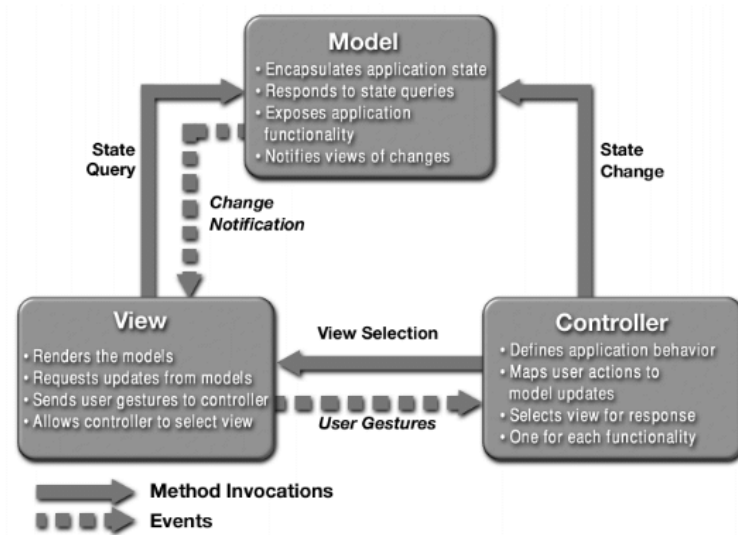 Model
• Encapsulates application state
• Responds to state queries
• Exposes application
functionality
• Notifies views of changes
State
Query
State
Change
Change
Notification
View
• Renders the models
• Requests updates from models
• Sends user gestures to controller
• Allows controller to select view
View Selection
User Gestures
Controller
• Defines application behavior
• Maps user actions to
model updates
• Selects view for response
• One for each functionality
Method Invocations
Events